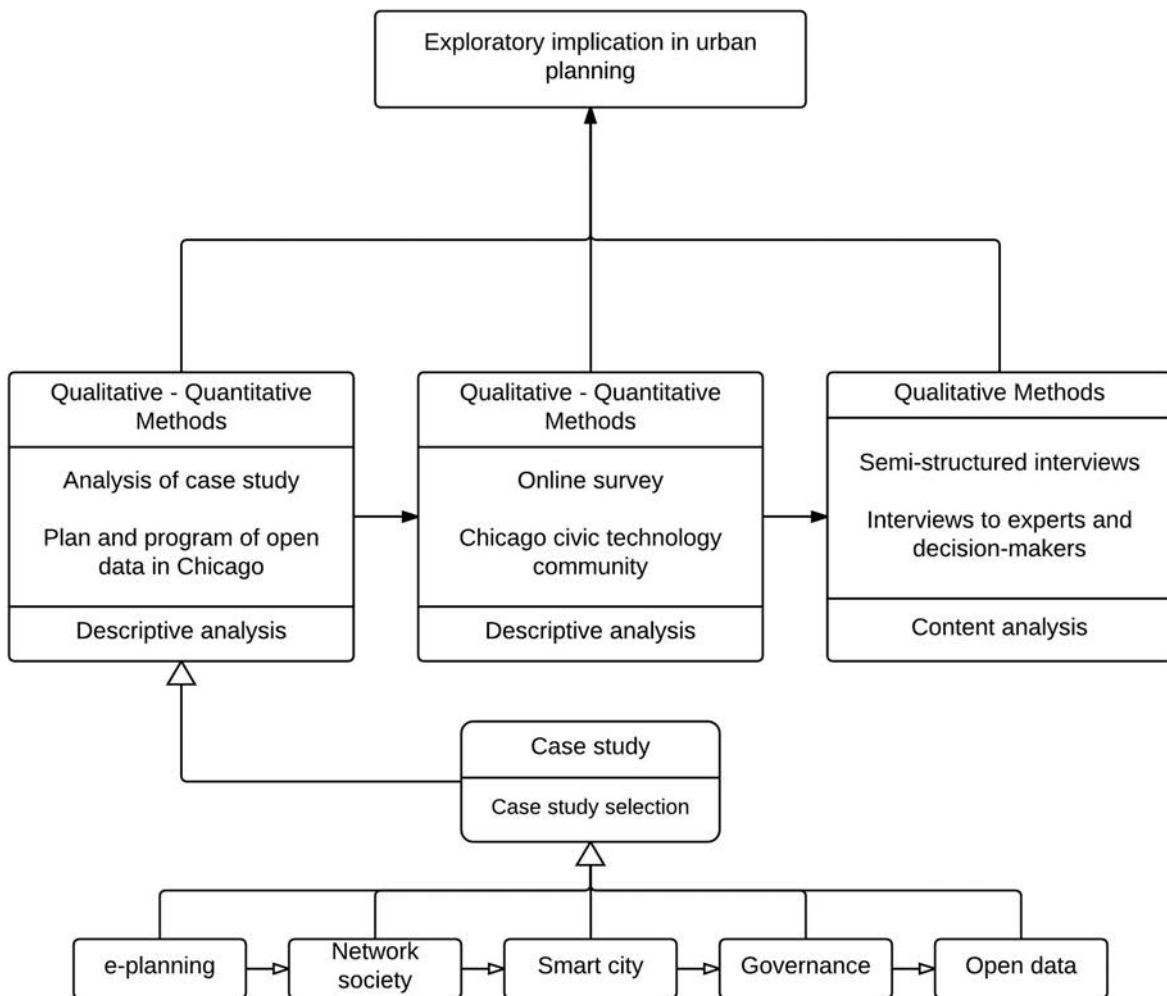 Exploratory implication in urban
planning
Qualitative - Quantitative
Methods
Analysis of case study
Plan and program of open
data in Chicago
Descriptive analysis
Qualitative - Quantitative
Methods
Online survey
Chicago civic technology
community
Descriptive analysis
Qualitative Methods
Semi-structured interviews
Interviews to experts and
decision-makers
Content analysis
Case study
Case study selection
e-planning
Network
society
Smart city
Governance
Open data